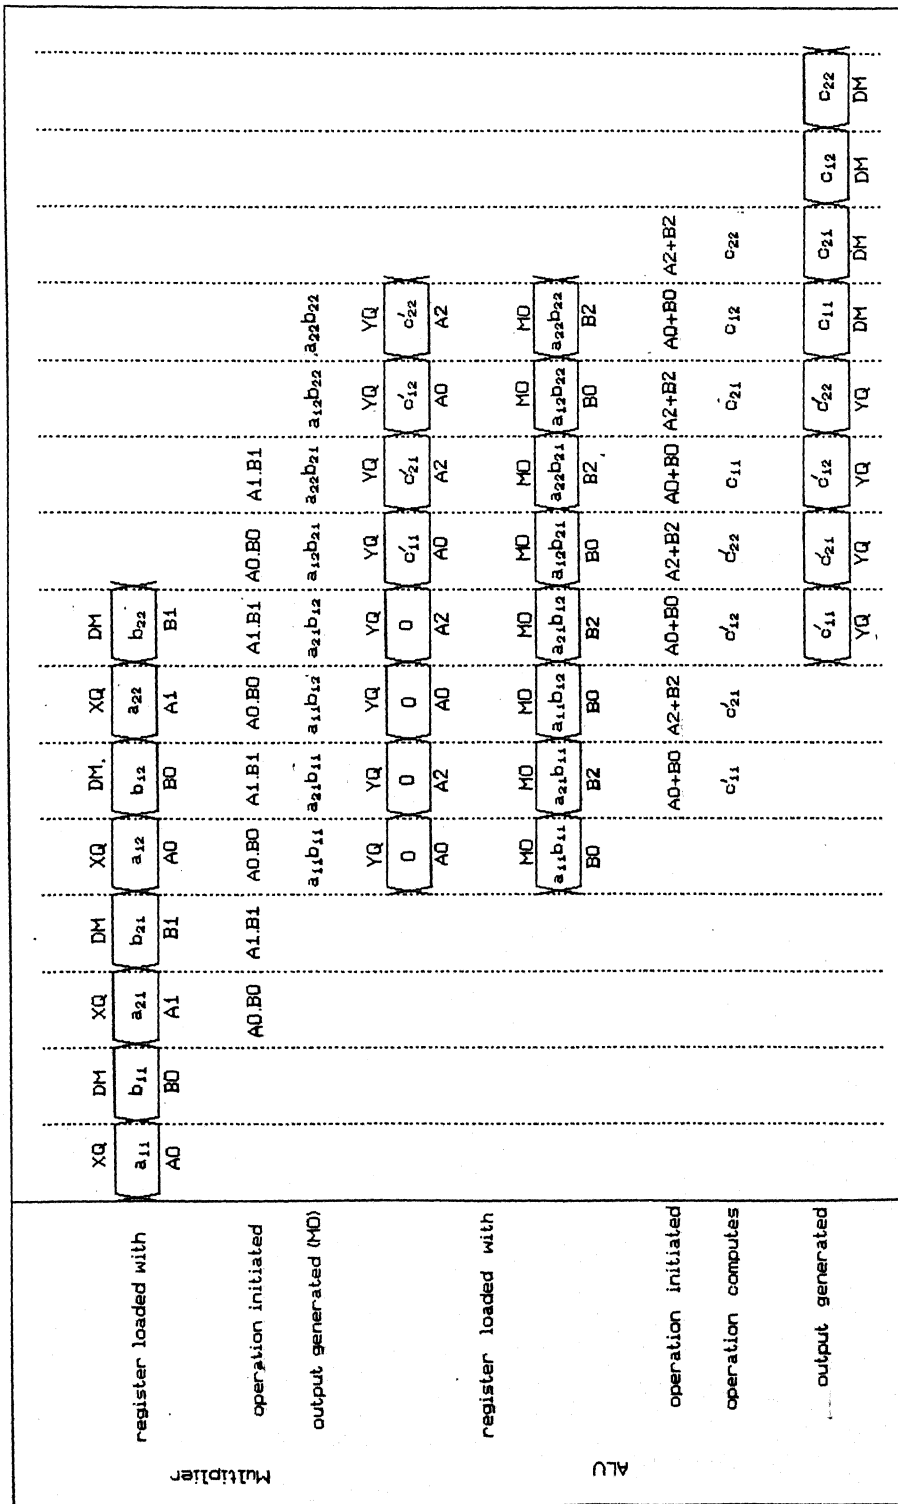 Multiplier
register loaded with
XQ DM XQ DM XQ DM. XQ DM
a11 b11 a21 b21 a12 b12 a22 b22
A0 B0 A1 B1 A0 B0 A1 B1
operation initiated
A0.B0 A1.B1 A0.B0 A1.B1 A0.B0 A1.B1 A0.B0 A1.B1
output generated (MO)
a11b11 a21b11 a11b12 a21b12 a12b21 a22b21 a12b22 a22b22
ALU
register loaded with
YQ YQ YQ YQ YQ YQ YQ YQ
0 0 0 0 c'11 c'21 c'12 c'22
A0 A2 A0 A2 A0 A2 A0 A2
MO MO MO MO MO MO MO MO
a11b11 a21b11 a11b12 a21b12 a12b21 a22b21 a12b22 a22b22
B0 B2 B0 B2 B0 B2 B0 B2
operation initiated
A0+B0 A2+B2 A0+B0 A2+B2 A0+B0 A2+B2 A0+B0 A2+B2
operation computes
c'11 c'21 c'12 c'22 c11 c21 c12 c22
output generated
c'11 c'21 c'12 c'22 c11 c21 c12 c22
YQ YQ YQ YQ DM DM DM DM